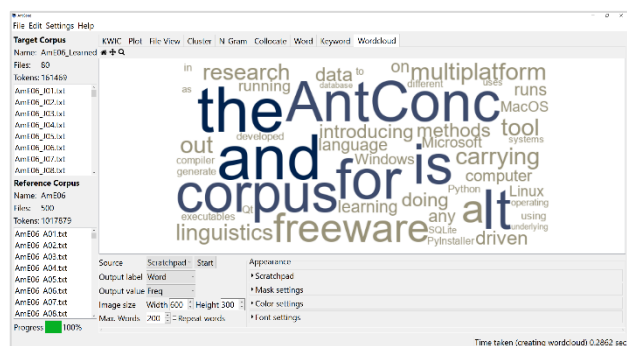 AntConc
File Edit Settings Help
Target Corpus
Name: AmE06_Learned
Files: 80
Tokens: 161469
AmE06_J01.txt
AmE06_J02.txt
AmE06_J03.txt
AmE06_J04.txt
AmE06_J05.txt
AmE06_J06.txt
AmE06_J07.txt
AmE06_J08.txt
Reference Corpus
Name: AmE06
Files: 500
Tokens: 1017879
AmE06_A01.txt
AmE06_A02.txt
AmE06_A03.txt
AmE06_A04.txt
AmE06_A05.txt
AmE06_A06.txt
AmE06_A07.txt
AmE06_A08.txt
Progress 100%
KWIC Plot File View Cluster N-Gram Collocate Word Keyword Wordcloud
in research data to on multiplatform
as running database different uses runs
the AntConc MacOS
out developed introducing methods tool
language Microsoft systems
compiler and Windows is carrying
generate computer
corpus for Python Linux
executables Qt learning doing any a It operating
using
linguistics freeware SQLite underlying
PyInstaller driven
Source Scratchpad Start
Output label Word
Output value Freq
Image size Width 600 Height 300
Max. Words 200 Repeat words
Appearance
Scratchpad
Mask settings
Color settings
Font settings
Time taken (creating wordcloud) 0.2862 sec